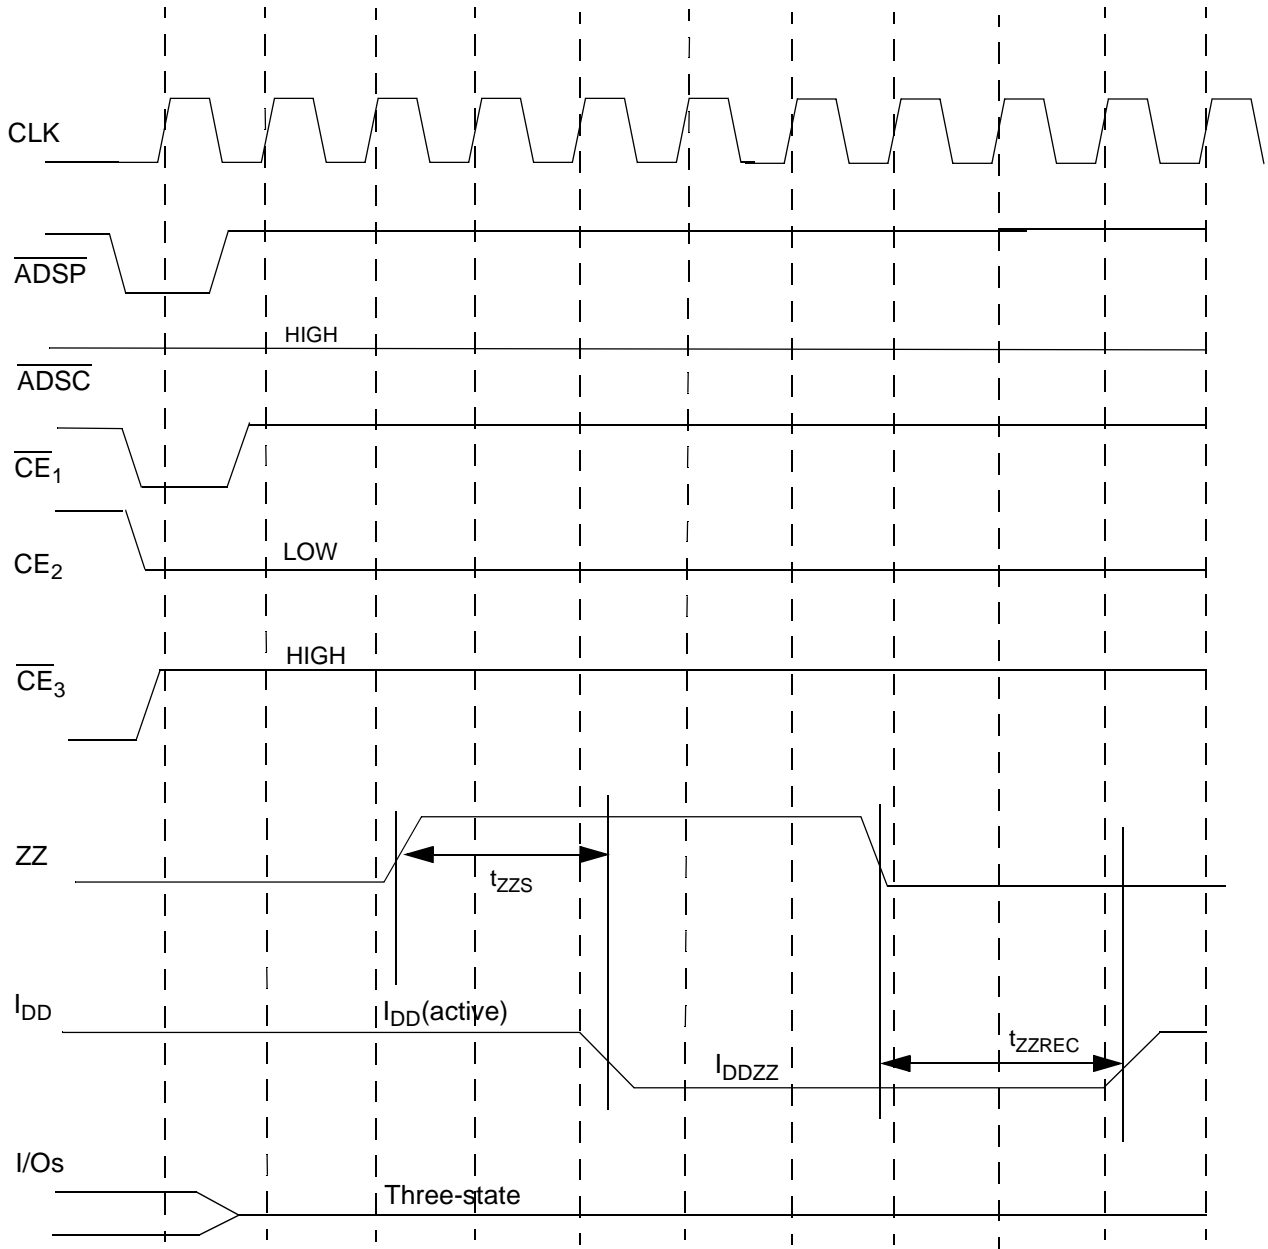 CLK
ADSP
HIGH
ADSC
CE1
LOW
CE2
HIGH
CE3
ZZ
tZZS
IDD
IDD(active)
tZZREC
IDDZZ
I/Os
Three-state